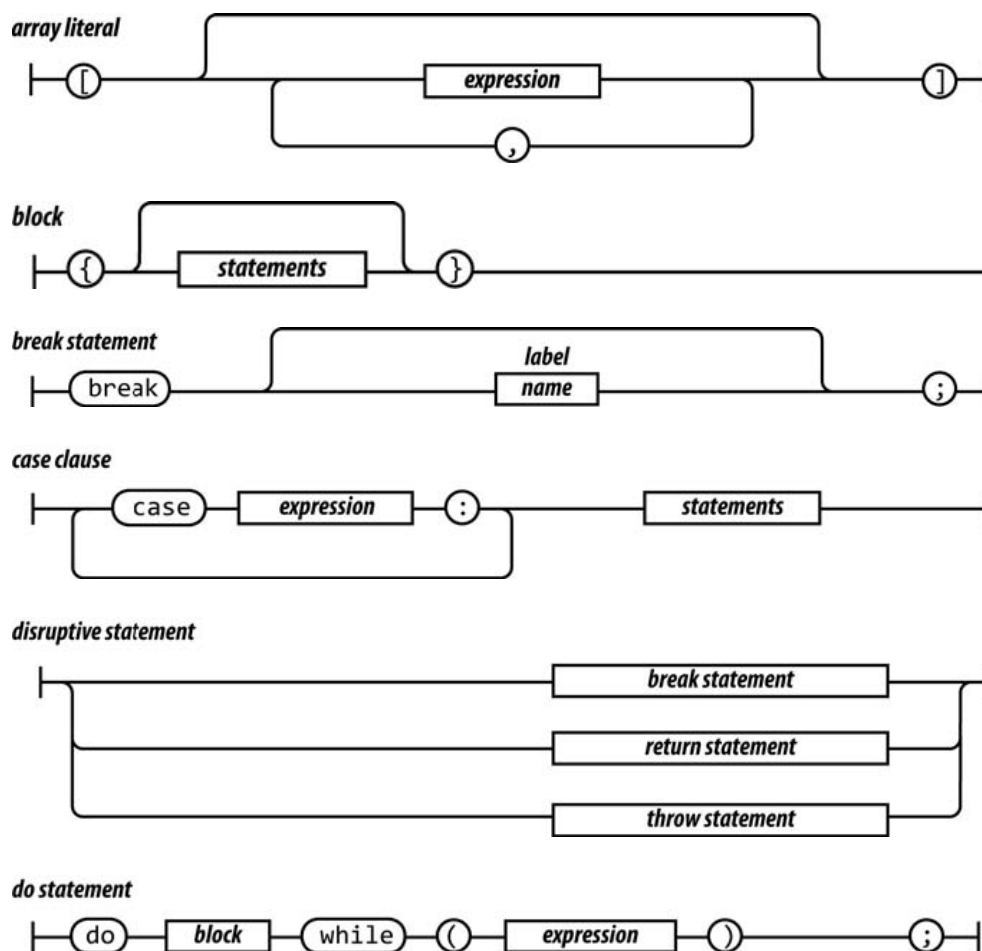 array literal
[ expression ]
,
block
{ statements }
break statement
label
break name ;
case clause
case expression : statements
disruptive statement
break statement
return statement
throw statement
do statement
do block while ( expression ) ;